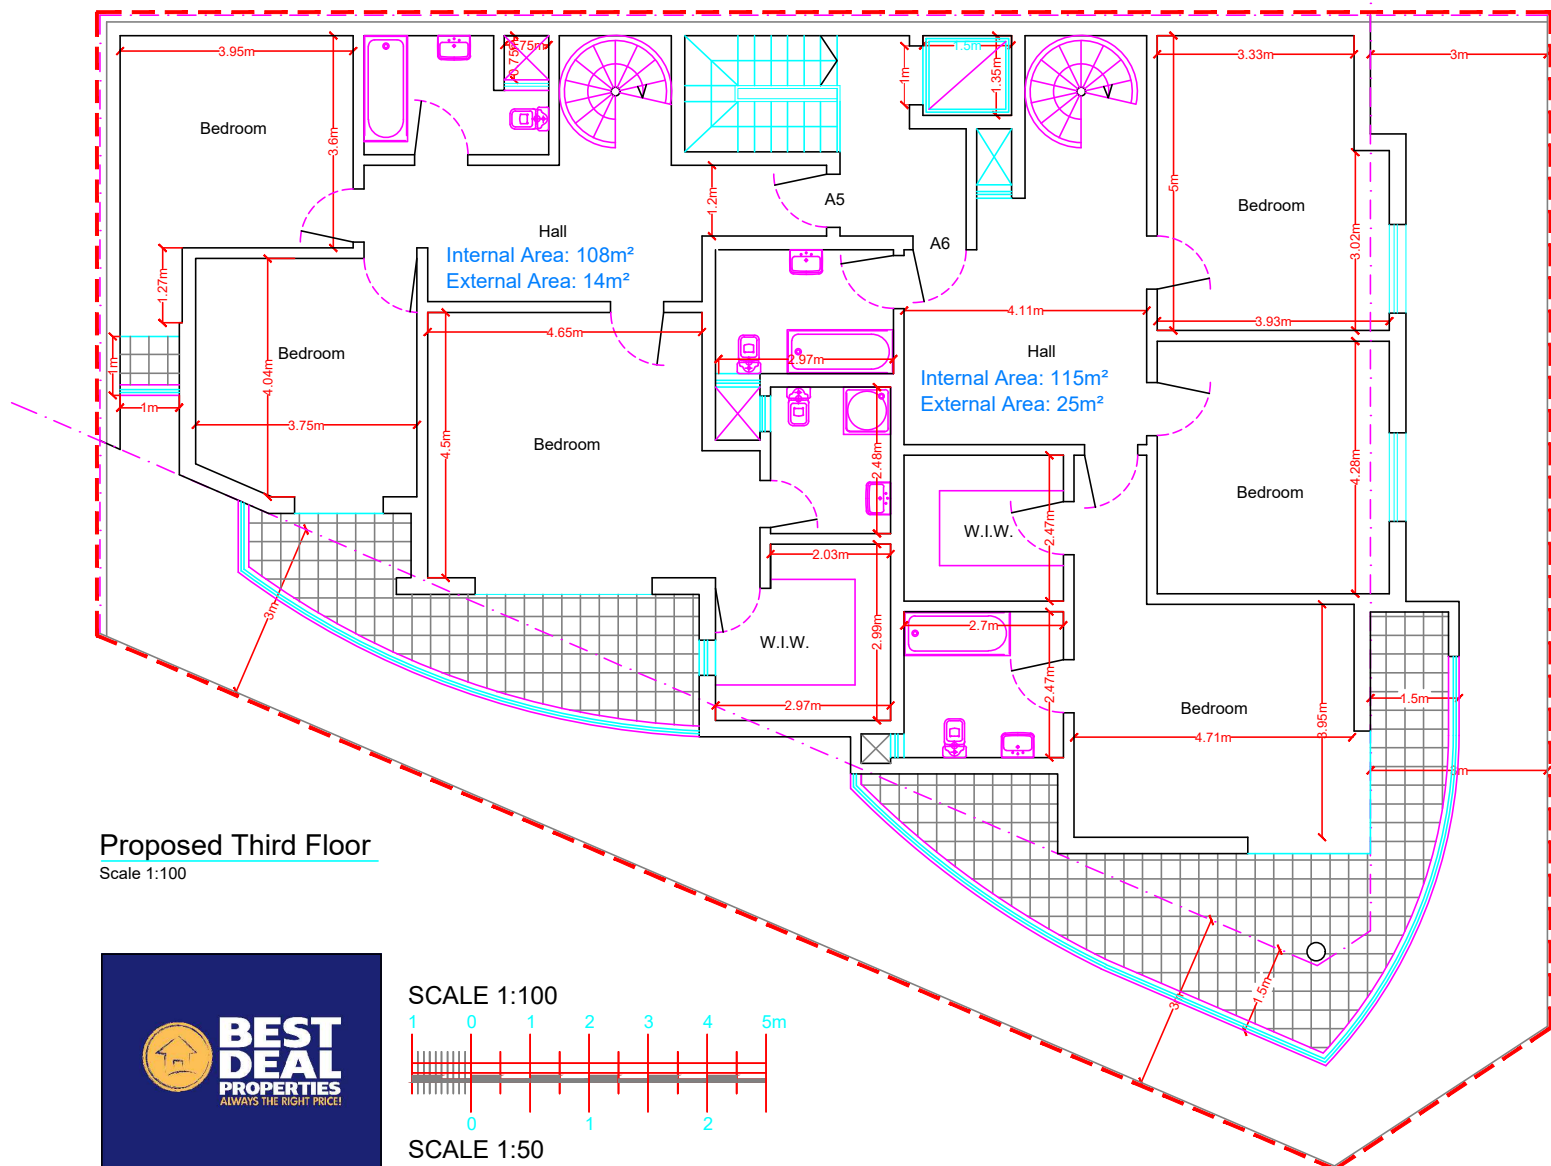 3.95m
0.75m
1.5m
3.33m
3m
0.75m
1m
1.35m
Bedroom
3.6m
5m
Bedroom
1.2m
A5
3.02m
Hall
A6
Internal Area: 108m²
External Area: 14m²
1.27m
4.11m
3.93m
4.65m
Bedroom
2.97m
Hall
1m
4.04m
Internal Area: 115m²
External Area: 25m²
1m
3.75m
4.5m
Bedroom
2.48m
4.28m
Bedroom
2.47m
W.I.W.
2.03m
3m
W.I.W.
2.99m
2.7m
2.47m
2.97m
Bedroom
3.95m
1.5m
4.71m
3m
Proposed Third Floor
Scale 1:100
3m
1.5m
BEST
DEAL
PROPERTIES
ALWAYS THE RIGHT PRICE!
SCALE 1:100
1 0 1 2 3 4 5m
0 1 2
SCALE 1:50